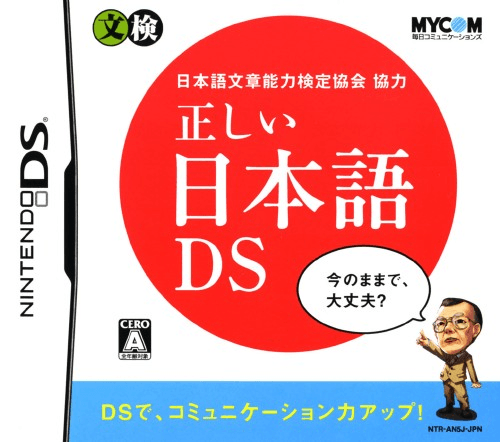 文検
MYCOM
毎日コミュニケーションズ
日本語文章能力検定協会 協力
正しい
日本語
DS
NINTENDO DS®
今のままで、
大丈夫?
CERO
A
全年齢対象
DSで、コミュニケーション力アップ!
NTR-AN5J-JPN